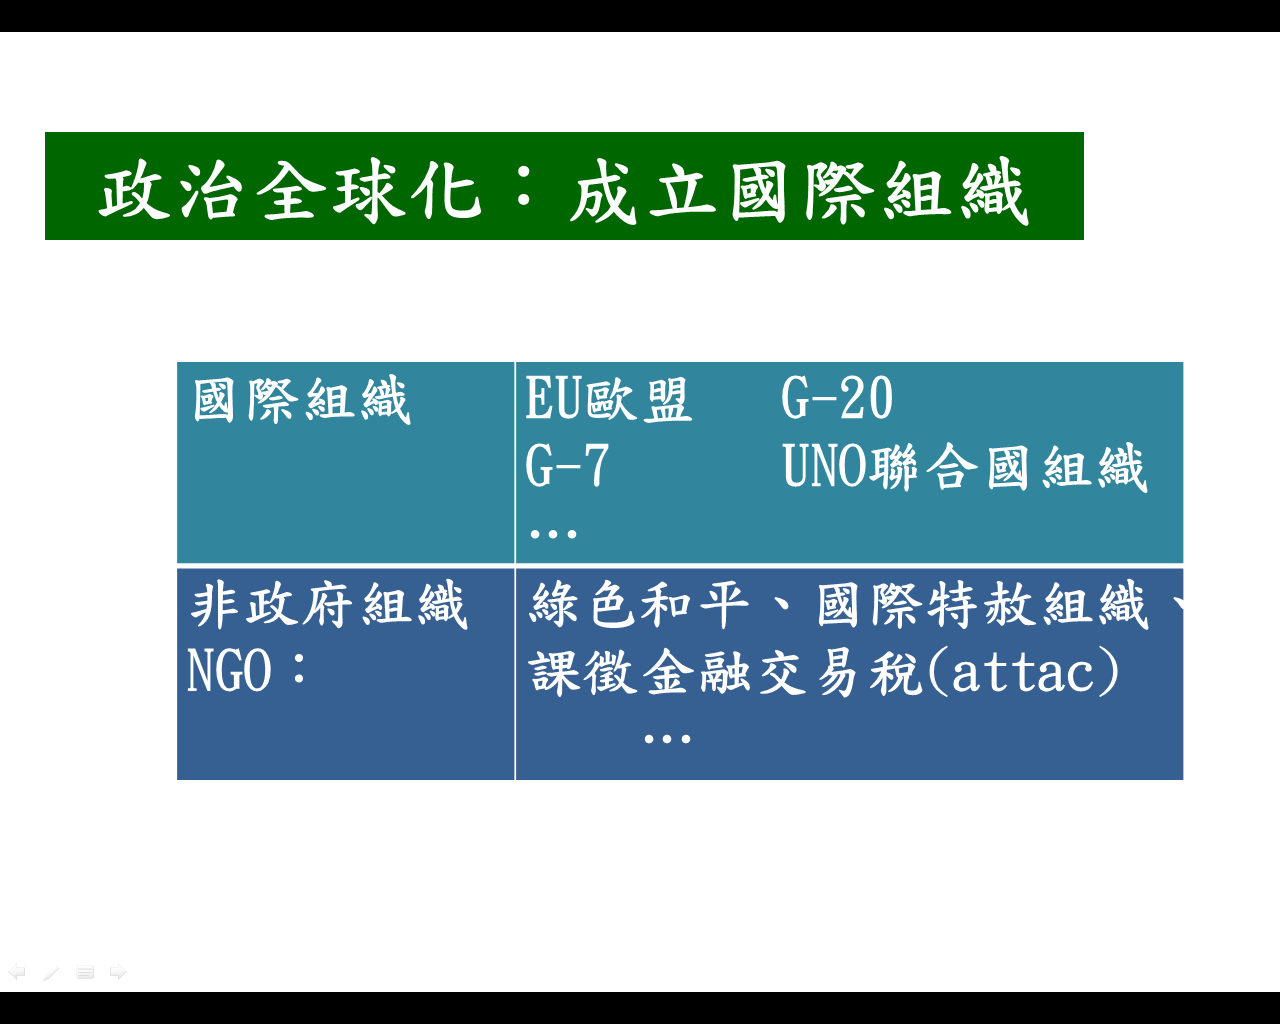 政治全球化：成立國際組織
國際組織
EU歐盟 G-20
G-7 UNO聯合國組織
...
非政府組織
NGO：
綠色和平、國際特赦組織、
課徵金融交易稅(attac)
...